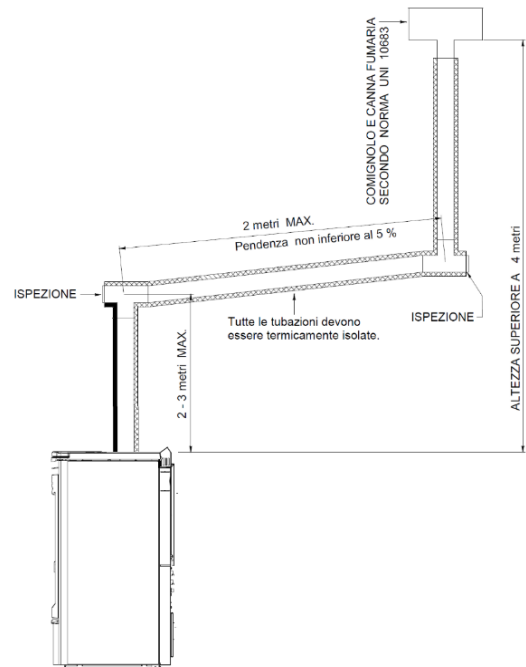 COMIGNOLO E CANNA FUMARIA
SECONDO NORMA UNI 10683
2 metri MAX.
Pendenza non inferiore al 5 %
ISPEZIONE
ISPEZIONE
Tutte le tubazioni devono
essere termicamente isolate.
2 - 3 metri MAX.
ALTEZZA SUPERIORE A 4 metri